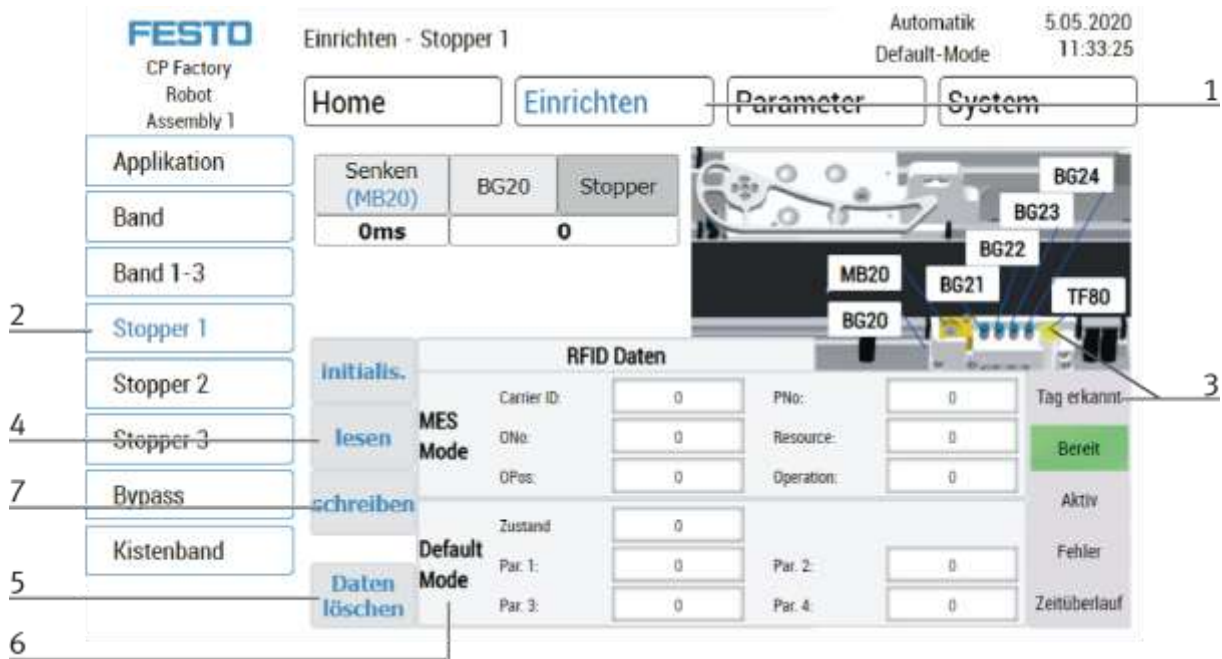 FESTO
CP Factory
Robot
Assembly 1
Einrichten - Stopper 1
Automatik
Default-Mode
5.05.2020
11:33:25
Home
Einrichten
Parameter
System
1
Applikation
Band
Band 1-3
Stopper 1
Stopper 2
Stopper 3
Bypass
Kistenband
2
4
7
5
6
Senken
(MB20)
BG20
Stopper
0ms
0
BG24
BG23
BG22
MB20
BG21
TF80
BG20
3
initialis.
lesen
schreiben
Daten
löschen
RFID Daten
MES
Mode
Carrier ID:
0
PNo:
0
ONo:
0
Resource:
0
OPos:
0
Operation:
0
Default
Mode
Zustand
0
Par. 1:
0
Par. 2:
0
Par. 3:
0
Par. 4:
0
Tag erkannt
Bereit
Aktiv
Fehler
Zeitüberlauf